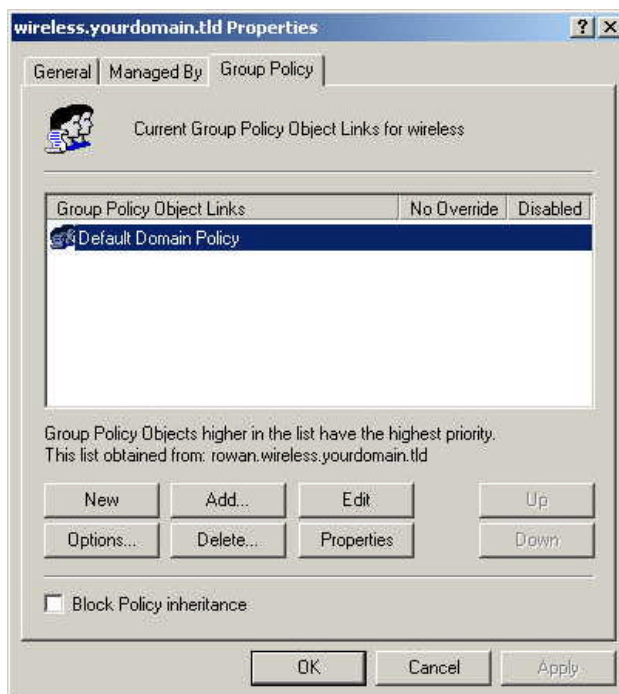 wireless.yourdomain.tld Properties
General Managed By Group Policy
Current Group Policy Object Links for wireless
Group Policy Object Links No Override Disabled
Default Domain Policy
Group Policy Objects higher in the list have the highest priority.
This list obtained from: rowan.wireless.yourdomain.tld
New Add... Edit Up
Options... Delete... Properties Down
Block Policy inheritance
OK Cancel Apply